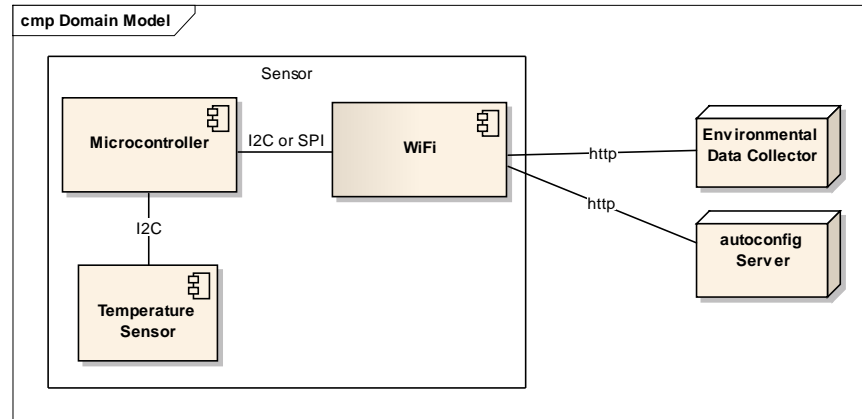 cmp Domain Model
Sensor
Microcontroller
I2C or SPI
WiFi
http
Environmental
Data Collector
http
I2C
autoconfig
Server
Temperature
Sensor